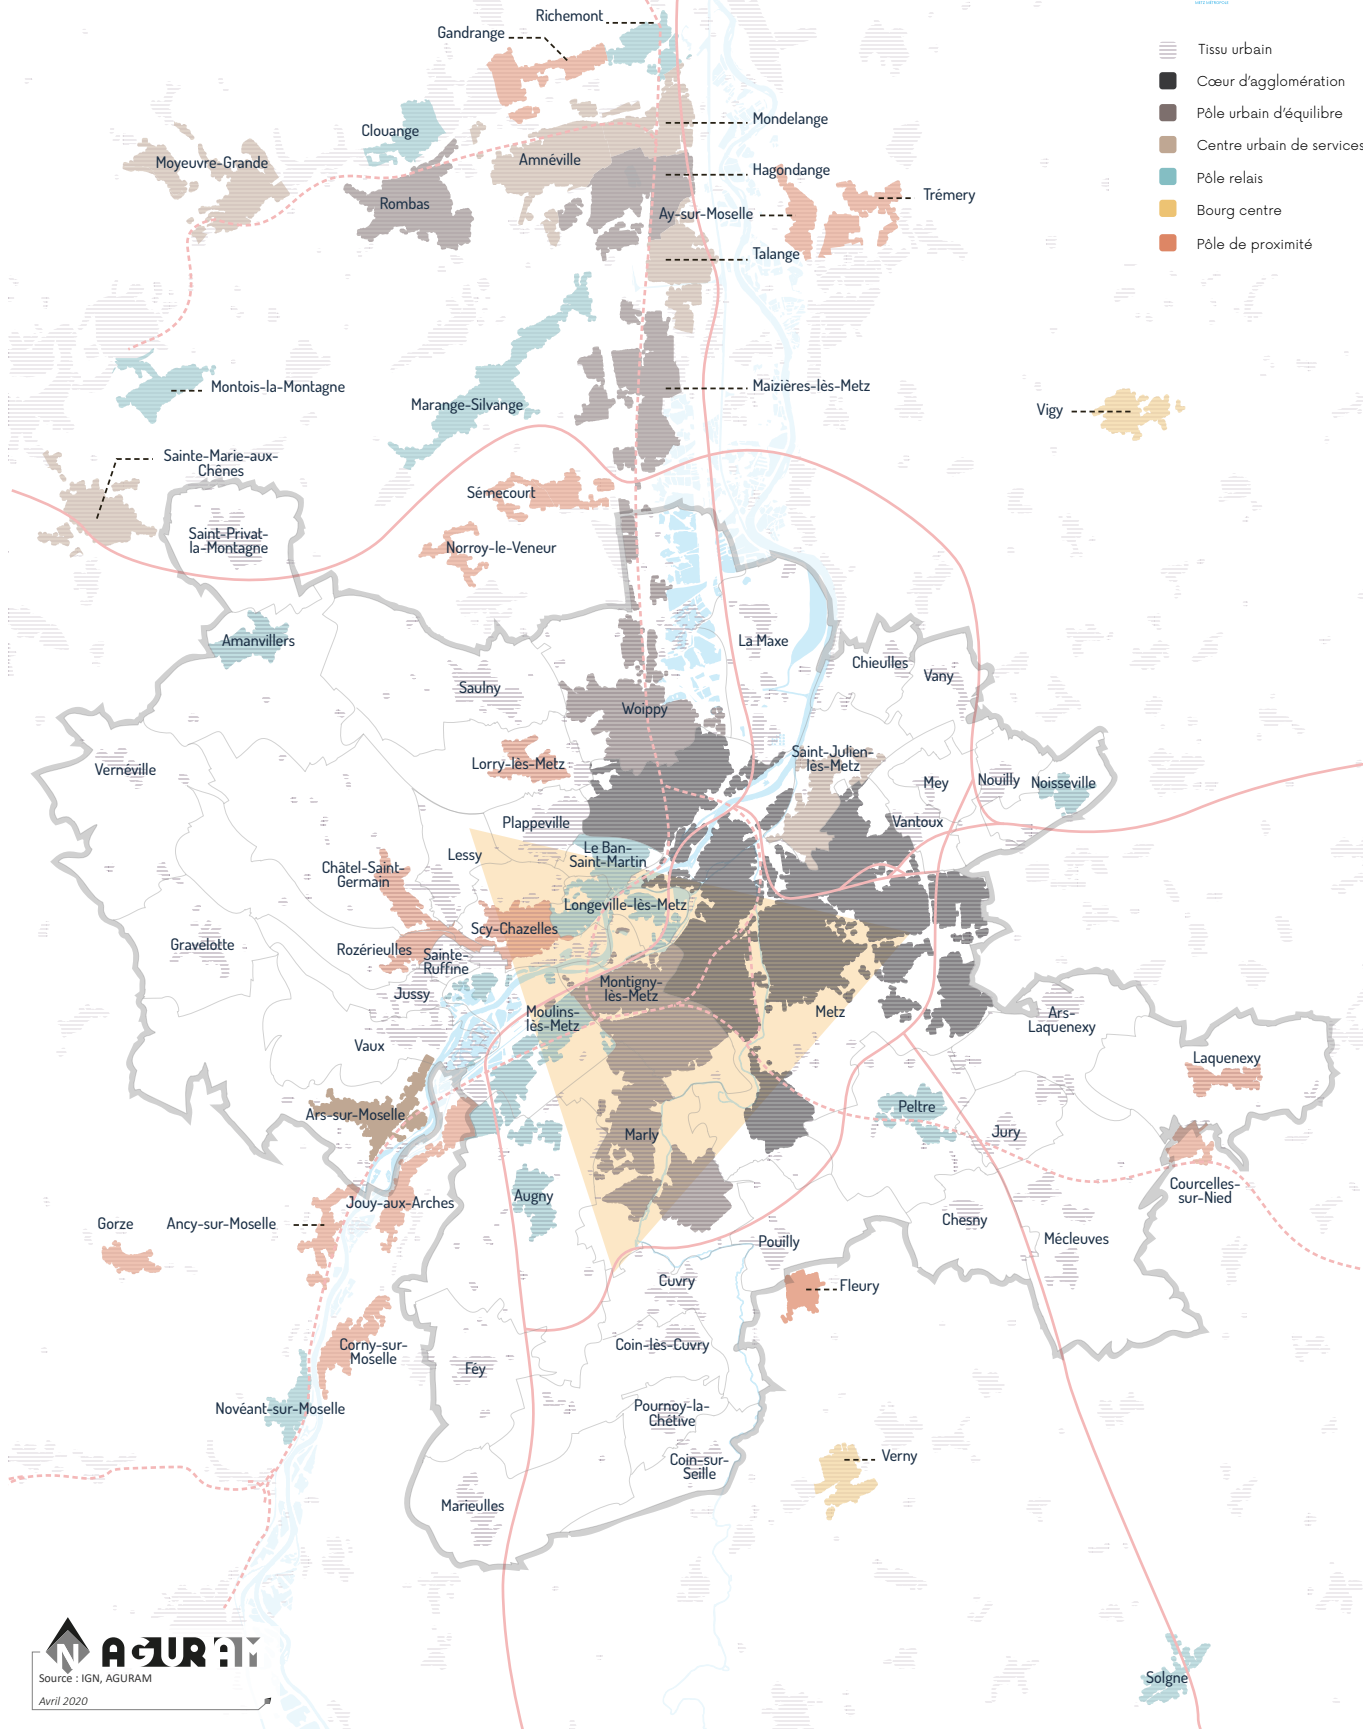 METZ MÉTROPOLE
Richemont
Gandrange
Tissu urbain
Cœur d'agglomération
Pôle urbain d'équilibre
Centre urbain de services
Pôle relais
Bourg centre
Pôle de proximité
Mondelange
Clouange
Moyeuvre-Grande
Amnéville
Hagondange
Trémery
Rombas
Ay-sur-Moselle
Talange
Montois-la-Montagne
Maizières-lès-Metz
Marange-Silvange
Vigy
Sainte-Marie-aux-
Chênes
Sémecourt
Saint-Privat-
la-Montagne
Norroy-le-Veneur
Amanvillers
La Maxe
Chieulles
Vany
Saulny
Woippy
Vernéville
Lorry-lès-Metz
Saint-Julien-
lès-Metz
Mey
Nouilly
Noisseville
Plappeville
Vantoux
Le Ban-
Saint-Martin
Lessy
Châtel-Saint-
Germain
Longeville-lès-Metz
Scy-Chazelles
Gravelotte
Rozérieulles
Sainte-
Ruffine
Jussy
Montigny-
lès-Metz
Moulins-
lès-Metz
Metz
Ars-
Laquenexy
Vaux
Laquenexy
Ars-sur-Moselle
Peltre
Marly
Jury
Augny
Jouy-aux-Arches
Courcelles-
sur-Nied
Gorze
Ancy-sur-Moselle
Chesny
Mécleuves
Pouilly
Cuvry
Fleury
Corny-sur-
Moselle
Coin-lès-Cuvry
Féy
Novéant-sur-Moselle
Pournoy-la-
Chétive
Coin-sur-
Seille
Verny
Marieulles
N AGURAM
Source : IGN, AGURAM
Avril 2020
Solgne